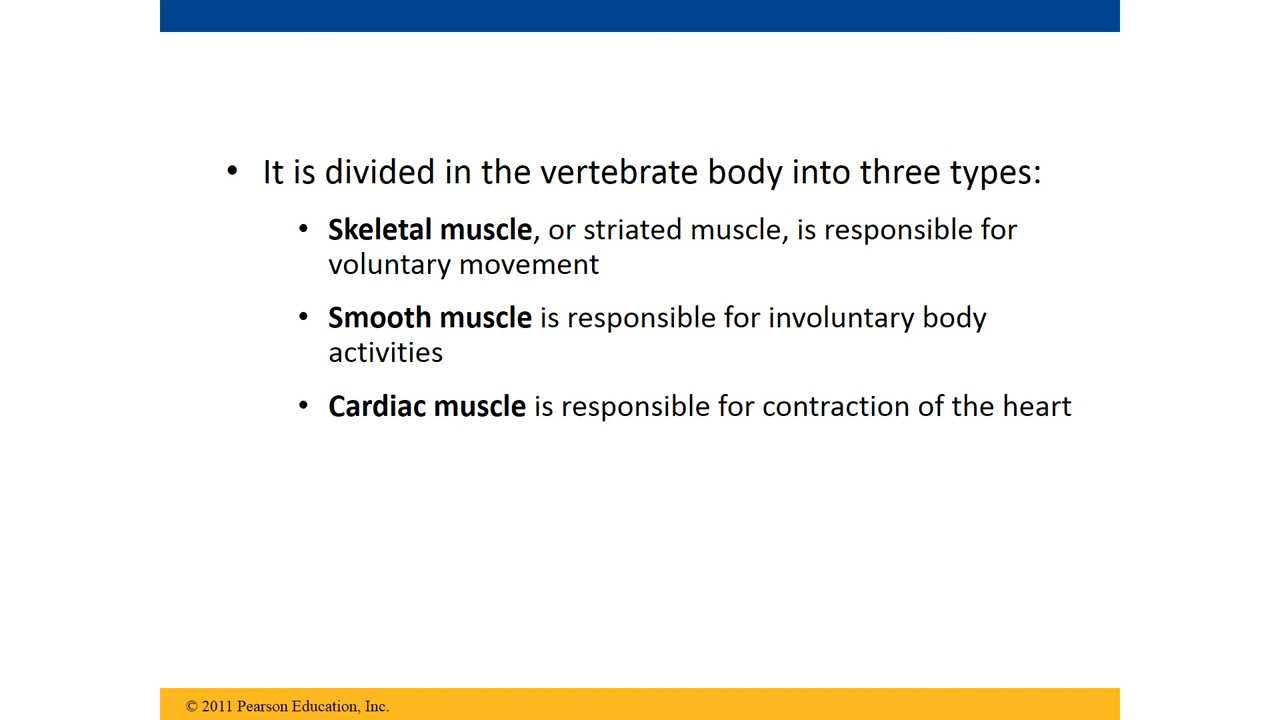 • It is divided in the vertebrate body into three types:
• Skeletal muscle, or striated muscle, is responsible for
voluntary movement
• Smooth muscle is responsible for involuntary body
activities
• Cardiac muscle is responsible for contraction of the heart
© 2011 Pearson Education, Inc.